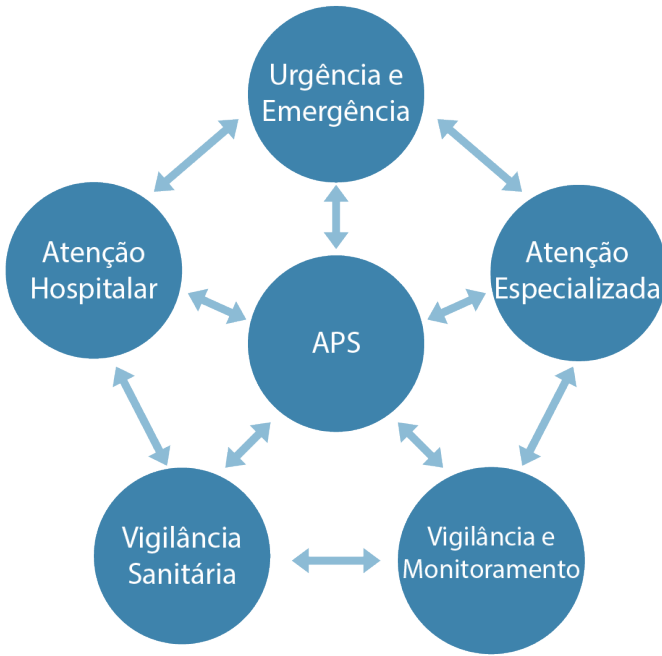 Urgência e
Emergência
Atenção
Hospitalar
Atenção
Especializada
APS
Vigilância
Sanitária
Vigilância e
Monitoramento